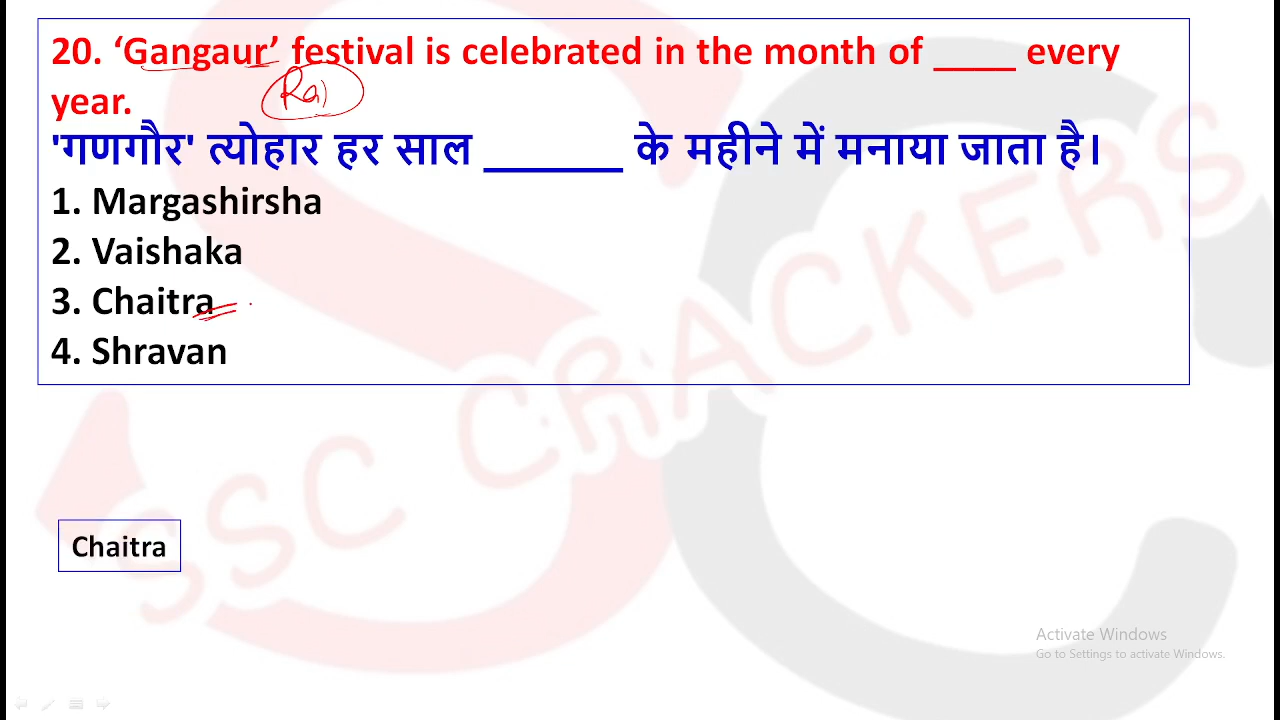 20. ‘Gangaur’ festival is celebrated in the month of ____ every
year.
Raj
'गणगौर' त्योहार हर साल ______ के महीने में मनाया जाता है।
1. Margashirsha
2. Vaishaka
3. Chaitra
4. Shravan
SSC CRACKERS
Chaitra
Activate Windows
Go to Settings to activate Windows.